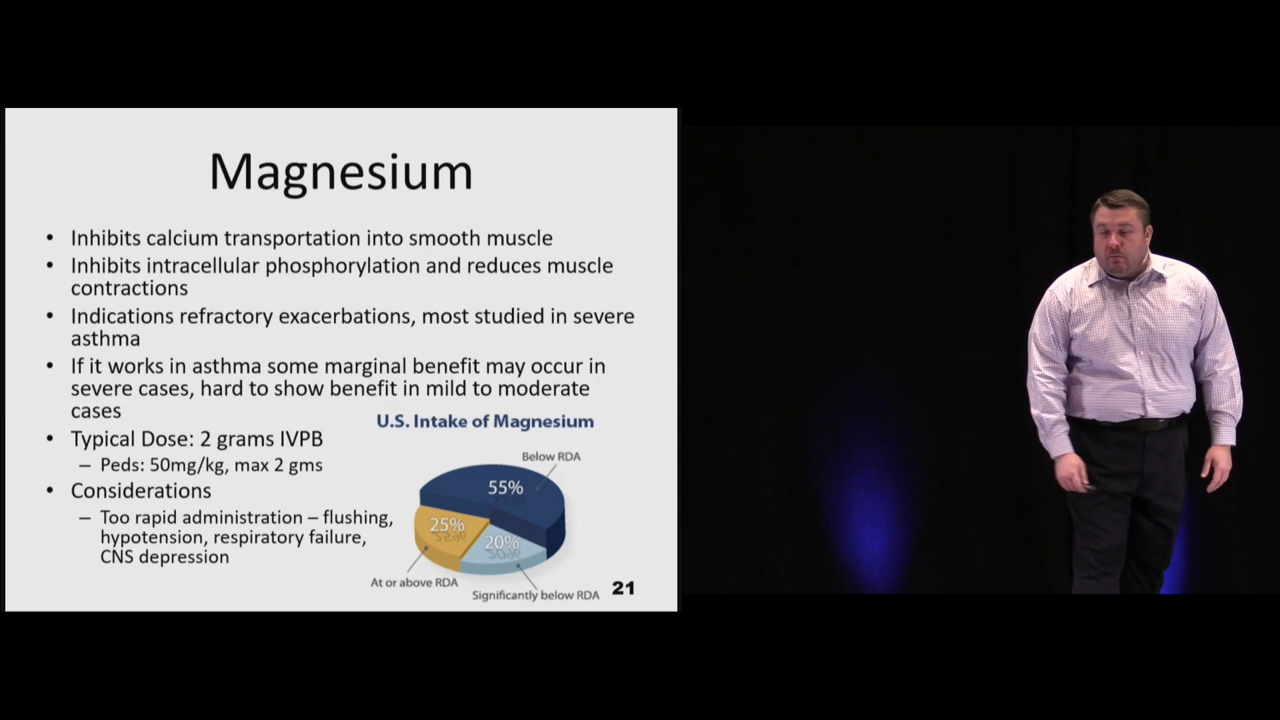 Magnesium
• Inhibits calcium transportation into smooth muscle
• Inhibits intracellular phosphorylation and reduces muscle
contractions
• Indications refractory exacerbations, most studied in severe
asthma
• If it works in asthma some marginal benefit may occur in
severe cases, hard to show benefit in mild to moderate
cases
• Typical Dose: 2 grams IVPB
– Peds: 50mg/kg, max 2 gms
• Considerations
– Too rapid administration – flushing,
hypotension, respiratory failure,
CNS depression
U.S. Intake of Magnesium
Below RDA
55%
25%
20%
At or above RDA
Significantly below RDA
21